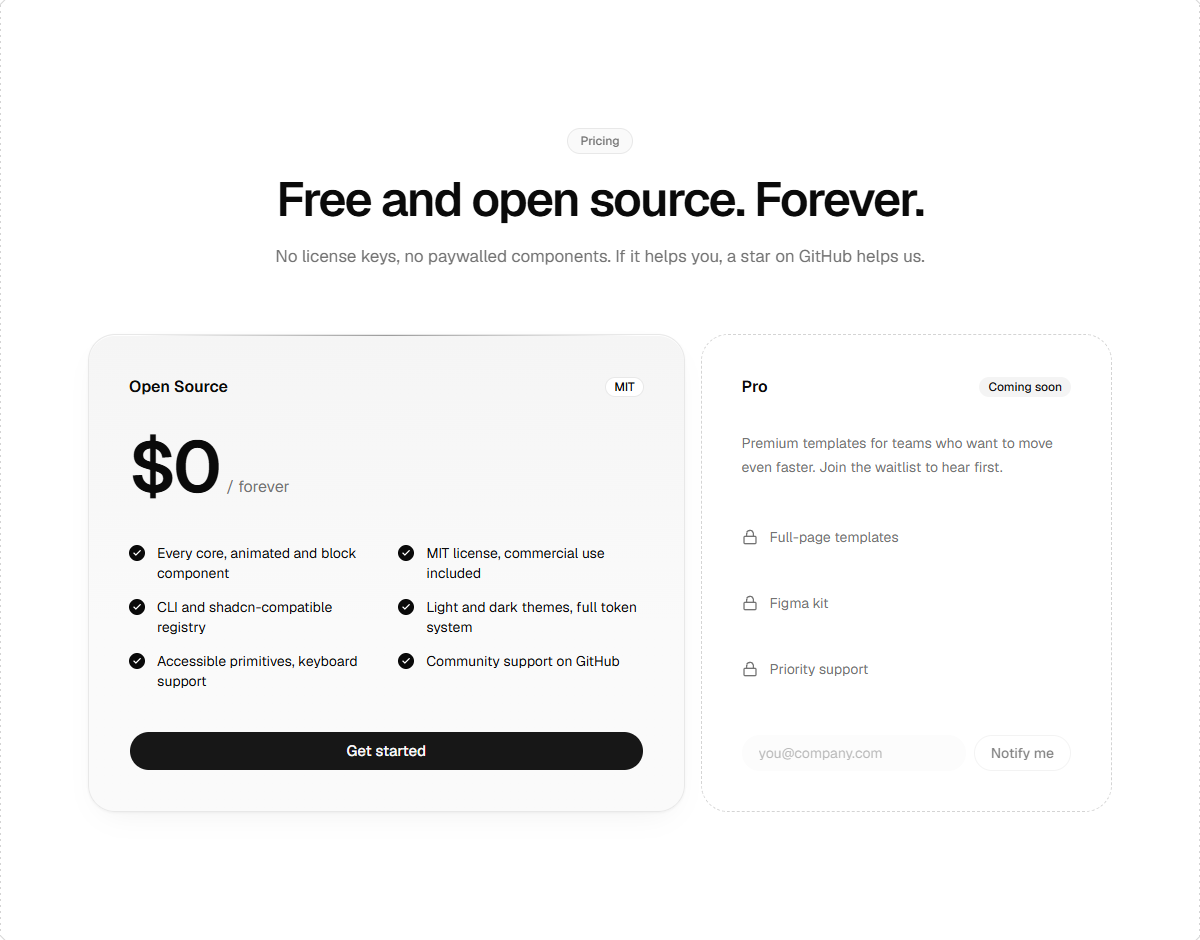 Pricing
Free and open source. Forever.
No license keys, no paywalled components. If it helps you, a star on GitHub helps us.
Open Source
MIT
$0 / forever
Every core, animated and block
component
MIT license, commercial use
included
CLI and shadcn-compatible
registry
Light and dark themes, full token
system
Accessible primitives, keyboard
support
Community support on GitHub
Get started
Pro
Coming soon
Premium templates for teams who want to move
even faster. Join the waitlist to hear first.
Full-page templates
Figma kit
Priority support
you@company.com
Notify me